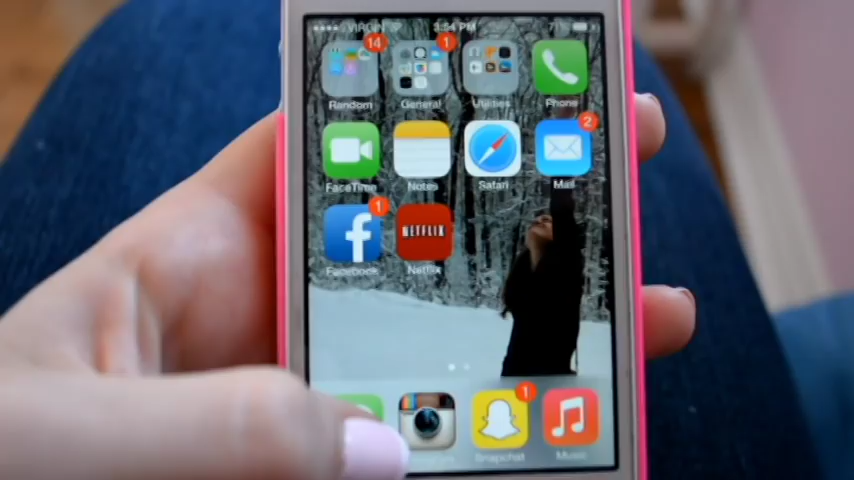 VIRGIN 3:54 PM 71%
14 1
Random General Utilities Phone
2
FaceTime Notes Safari Mail
1
NETFLIX
Facebook Netflix
1
Snapchat Music